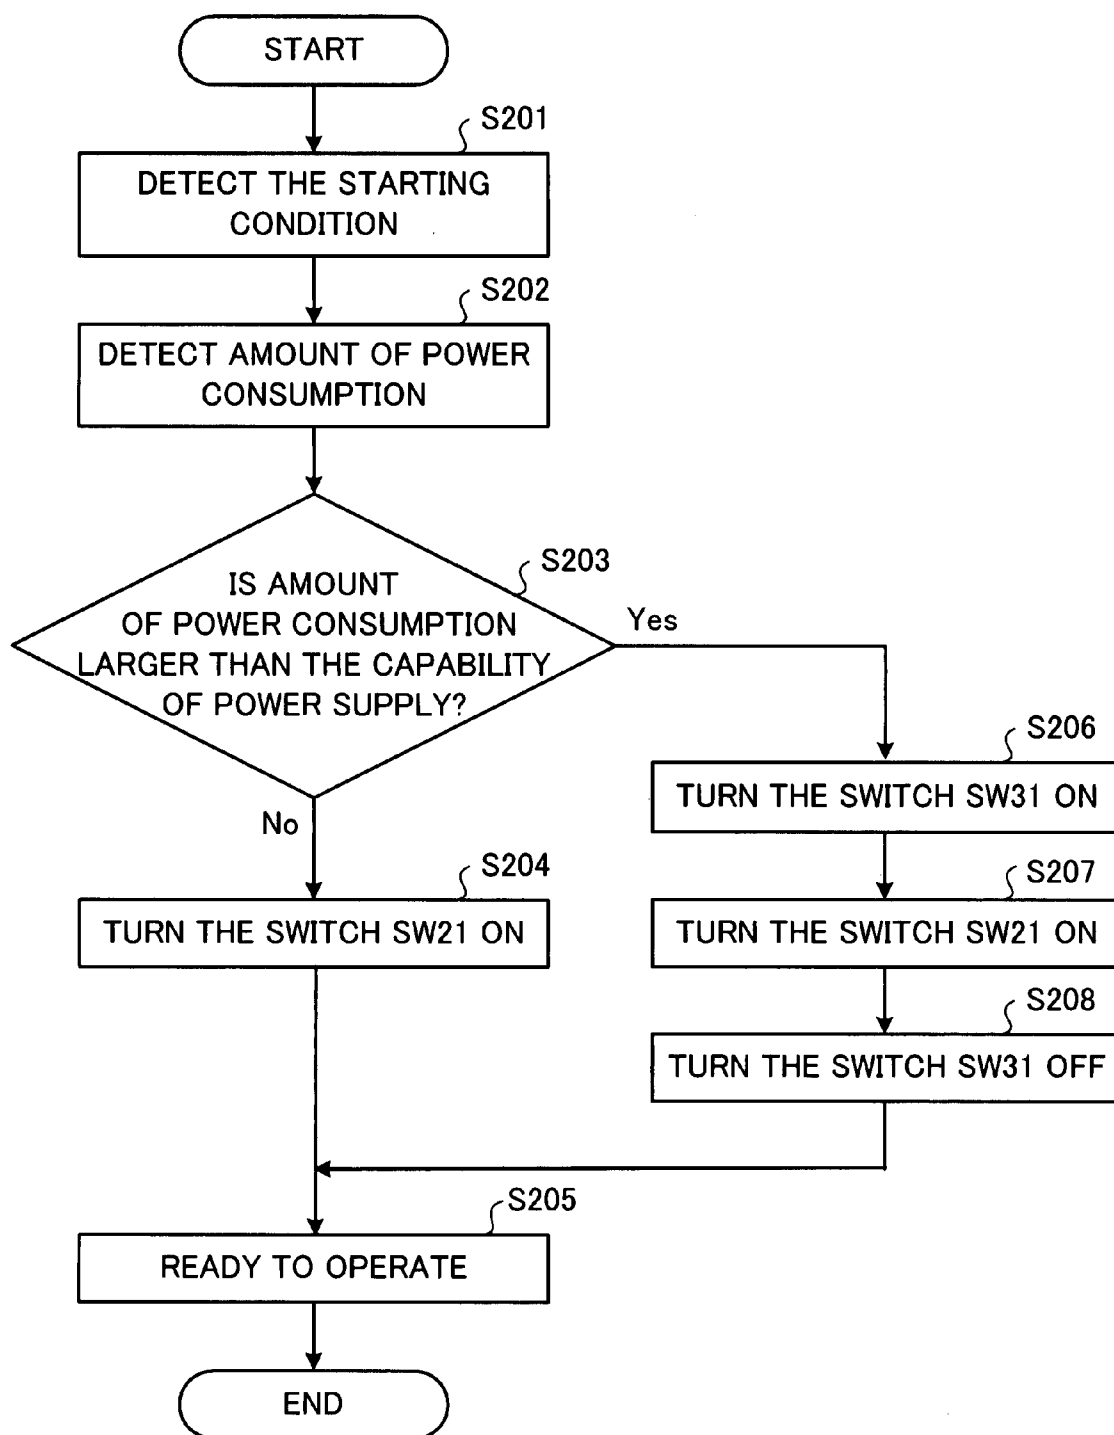 START
S201
DETECT THE STARTING
CONDITION
S202
DETECT AMOUNT OF POWER
CONSUMPTION
S203
IS AMOUNT
OF POWER CONSUMPTION
LARGER THAN THE CAPABILITY
OF POWER SUPPLY?
Yes
No
S206
TURN THE SWITCH SW31 ON
S204
TURN THE SWITCH SW21 ON
S207
TURN THE SWITCH SW21 ON
S208
TURN THE SWITCH SW31 OFF
S205
READY TO OPERATE
END